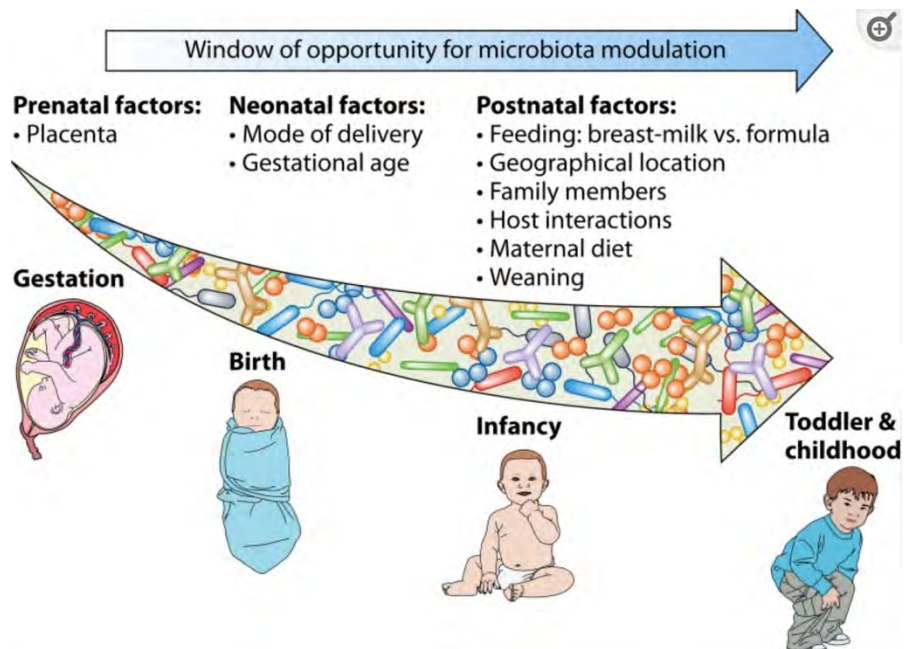 Window of opportunity for microbiota modulation
Prenatal factors:
• Placenta
Neonatal factors:
• Mode of delivery
• Gestational age
Postnatal factors:
• Feeding: breast-milk vs. formula
• Geographical location
• Family members
• Host interactions
• Maternal diet
• Weaning
Gestation
Birth
Infancy
Toddler &
childhood